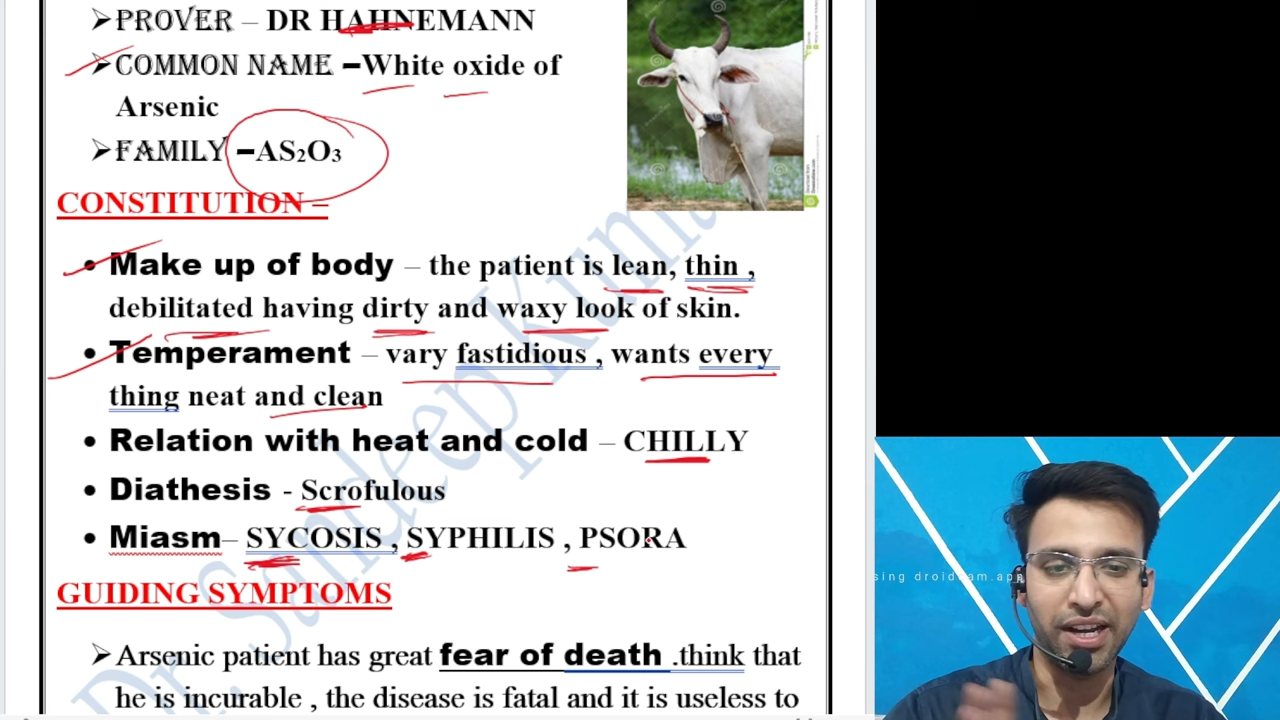 ➢PROVER – DR HAHNEMANN
➢COMMON NAME –White oxide of
Arsenic
➢FAMILY –AS₂O₃
CONSTITUTION –
• Make up of body – the patient is lean, thin ,
debilitated having dirty and waxy look of skin.
• Temperament – vary fastidious , wants every
thing neat and clean
• Relation with heat and cold – CHILLY
• Diathesis - Scrofulous
• Miasm– SYCOSIS , SYPHILIS , PSORA
GUIDING SYMPTOMS
➢Arsenic patient has great fear of death .think that
he is incurable , the disease is fatal and it is useless to
Dr. Sandeep Kuma